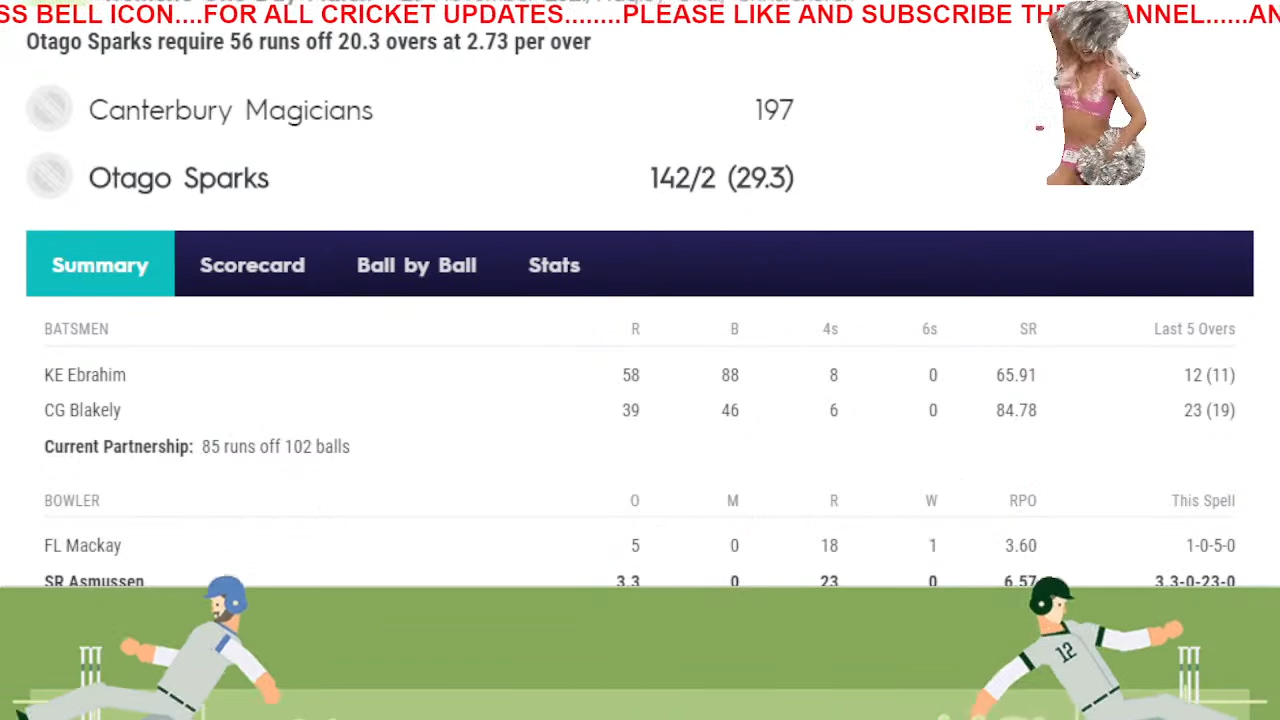 SS BELL ICON....FOR ALL CRICKET UPDATES........PLEASE LIKE AND SUBSCRIBE THE CHANNEL......AN
Otago Sparks require 56 runs off 20.3 overs at 2.73 per over
Canterbury Magicians 197
Otago Sparks 142/2 (29.3)
Summary Scorecard Ball by Ball Stats
BATSMEN R B 4s 6s SR Last 5 Overs
KE Ebrahim 58 88 8 0 65.91 12 (11)
CG Blakely 39 46 6 0 84.78 23 (19)
Current Partnership: 85 runs off 102 balls
BOWLER O M R W RPO This Spell
FL Mackay 5 0 18 1 3.60 1-0-5-0
SR Asmussen 3.3 0 23 0 6.57 3.3-0-23-0
12